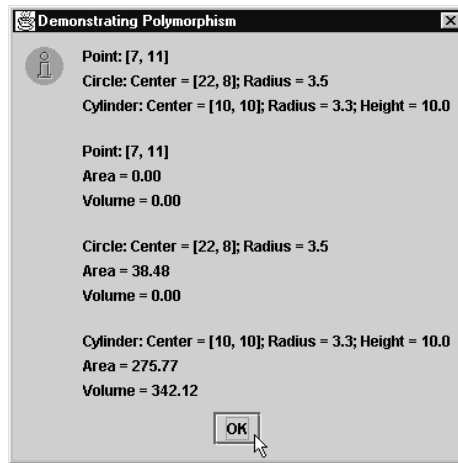 Demonstrating Polymorphism
Point: [7, 11]
Circle: Center = [22, 8]; Radius = 3.5
Cylinder: Center = [10, 10]; Radius = 3.3; Height = 10.0
Point: [7, 11]
Area = 0.00
Volume = 0.00
Circle: Center = [22, 8]; Radius = 3.5
Area = 38.48
Volume = 0.00
Cylinder: Center = [10, 10]; Radius = 3.3; Height = 10.0
Area = 275.77
Volume = 342.12
OK